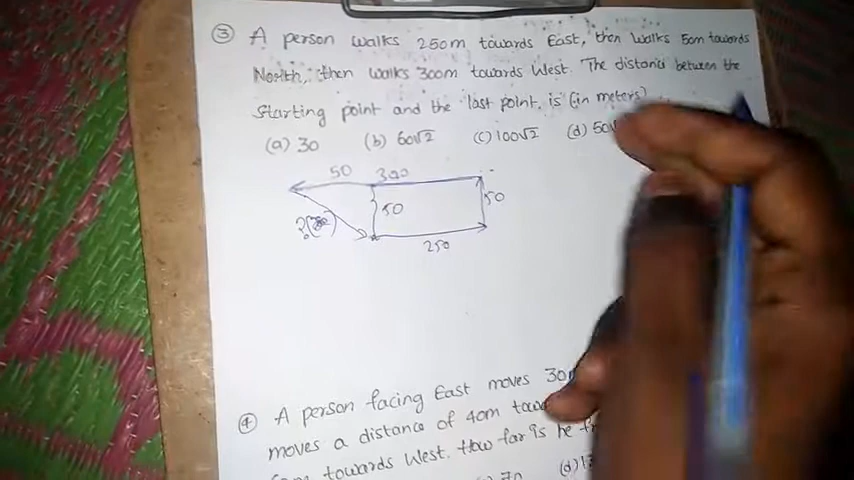 ③ A person walks 250m towards East, then walks 50m towards
North, then walks 300m towards West. The distance between the
Starting point and the last point, is (in meters)
(a) 30 (b) 60√2 (c) 100√2 (d) 50√
50 300
50 50
?
250
④ A person facing East moves 30m
moves a distance of 40m
towards West. How far is he
(d)